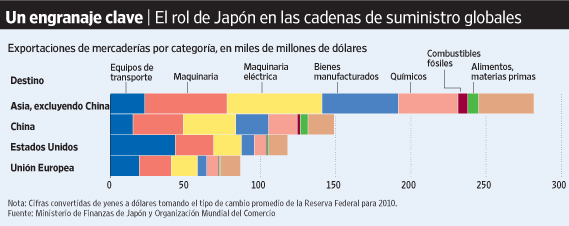 Un engranaje clave | El rol de Japón en las cadenas de suministro globales
Exportaciones de mercaderías por categoría, en miles de millones de dólares
Destino
Equipos de transporte
Maquinaria
Maquinaria eléctrica
Bienes manufacturados
Químicos
Combustibles fósiles
Alimentos, materias primas
Asia, excluyendo China
China
Estados Unidos
Unión Europea
0 50 100 150 200 250 300
Nota: Cifras convertidas de yenes a dólares tomando el tipo de cambio promedio de la Reserva Federal para 2010.
Fuente: Ministerio de Finanzas de Japón y Organización Mundial del Comercio